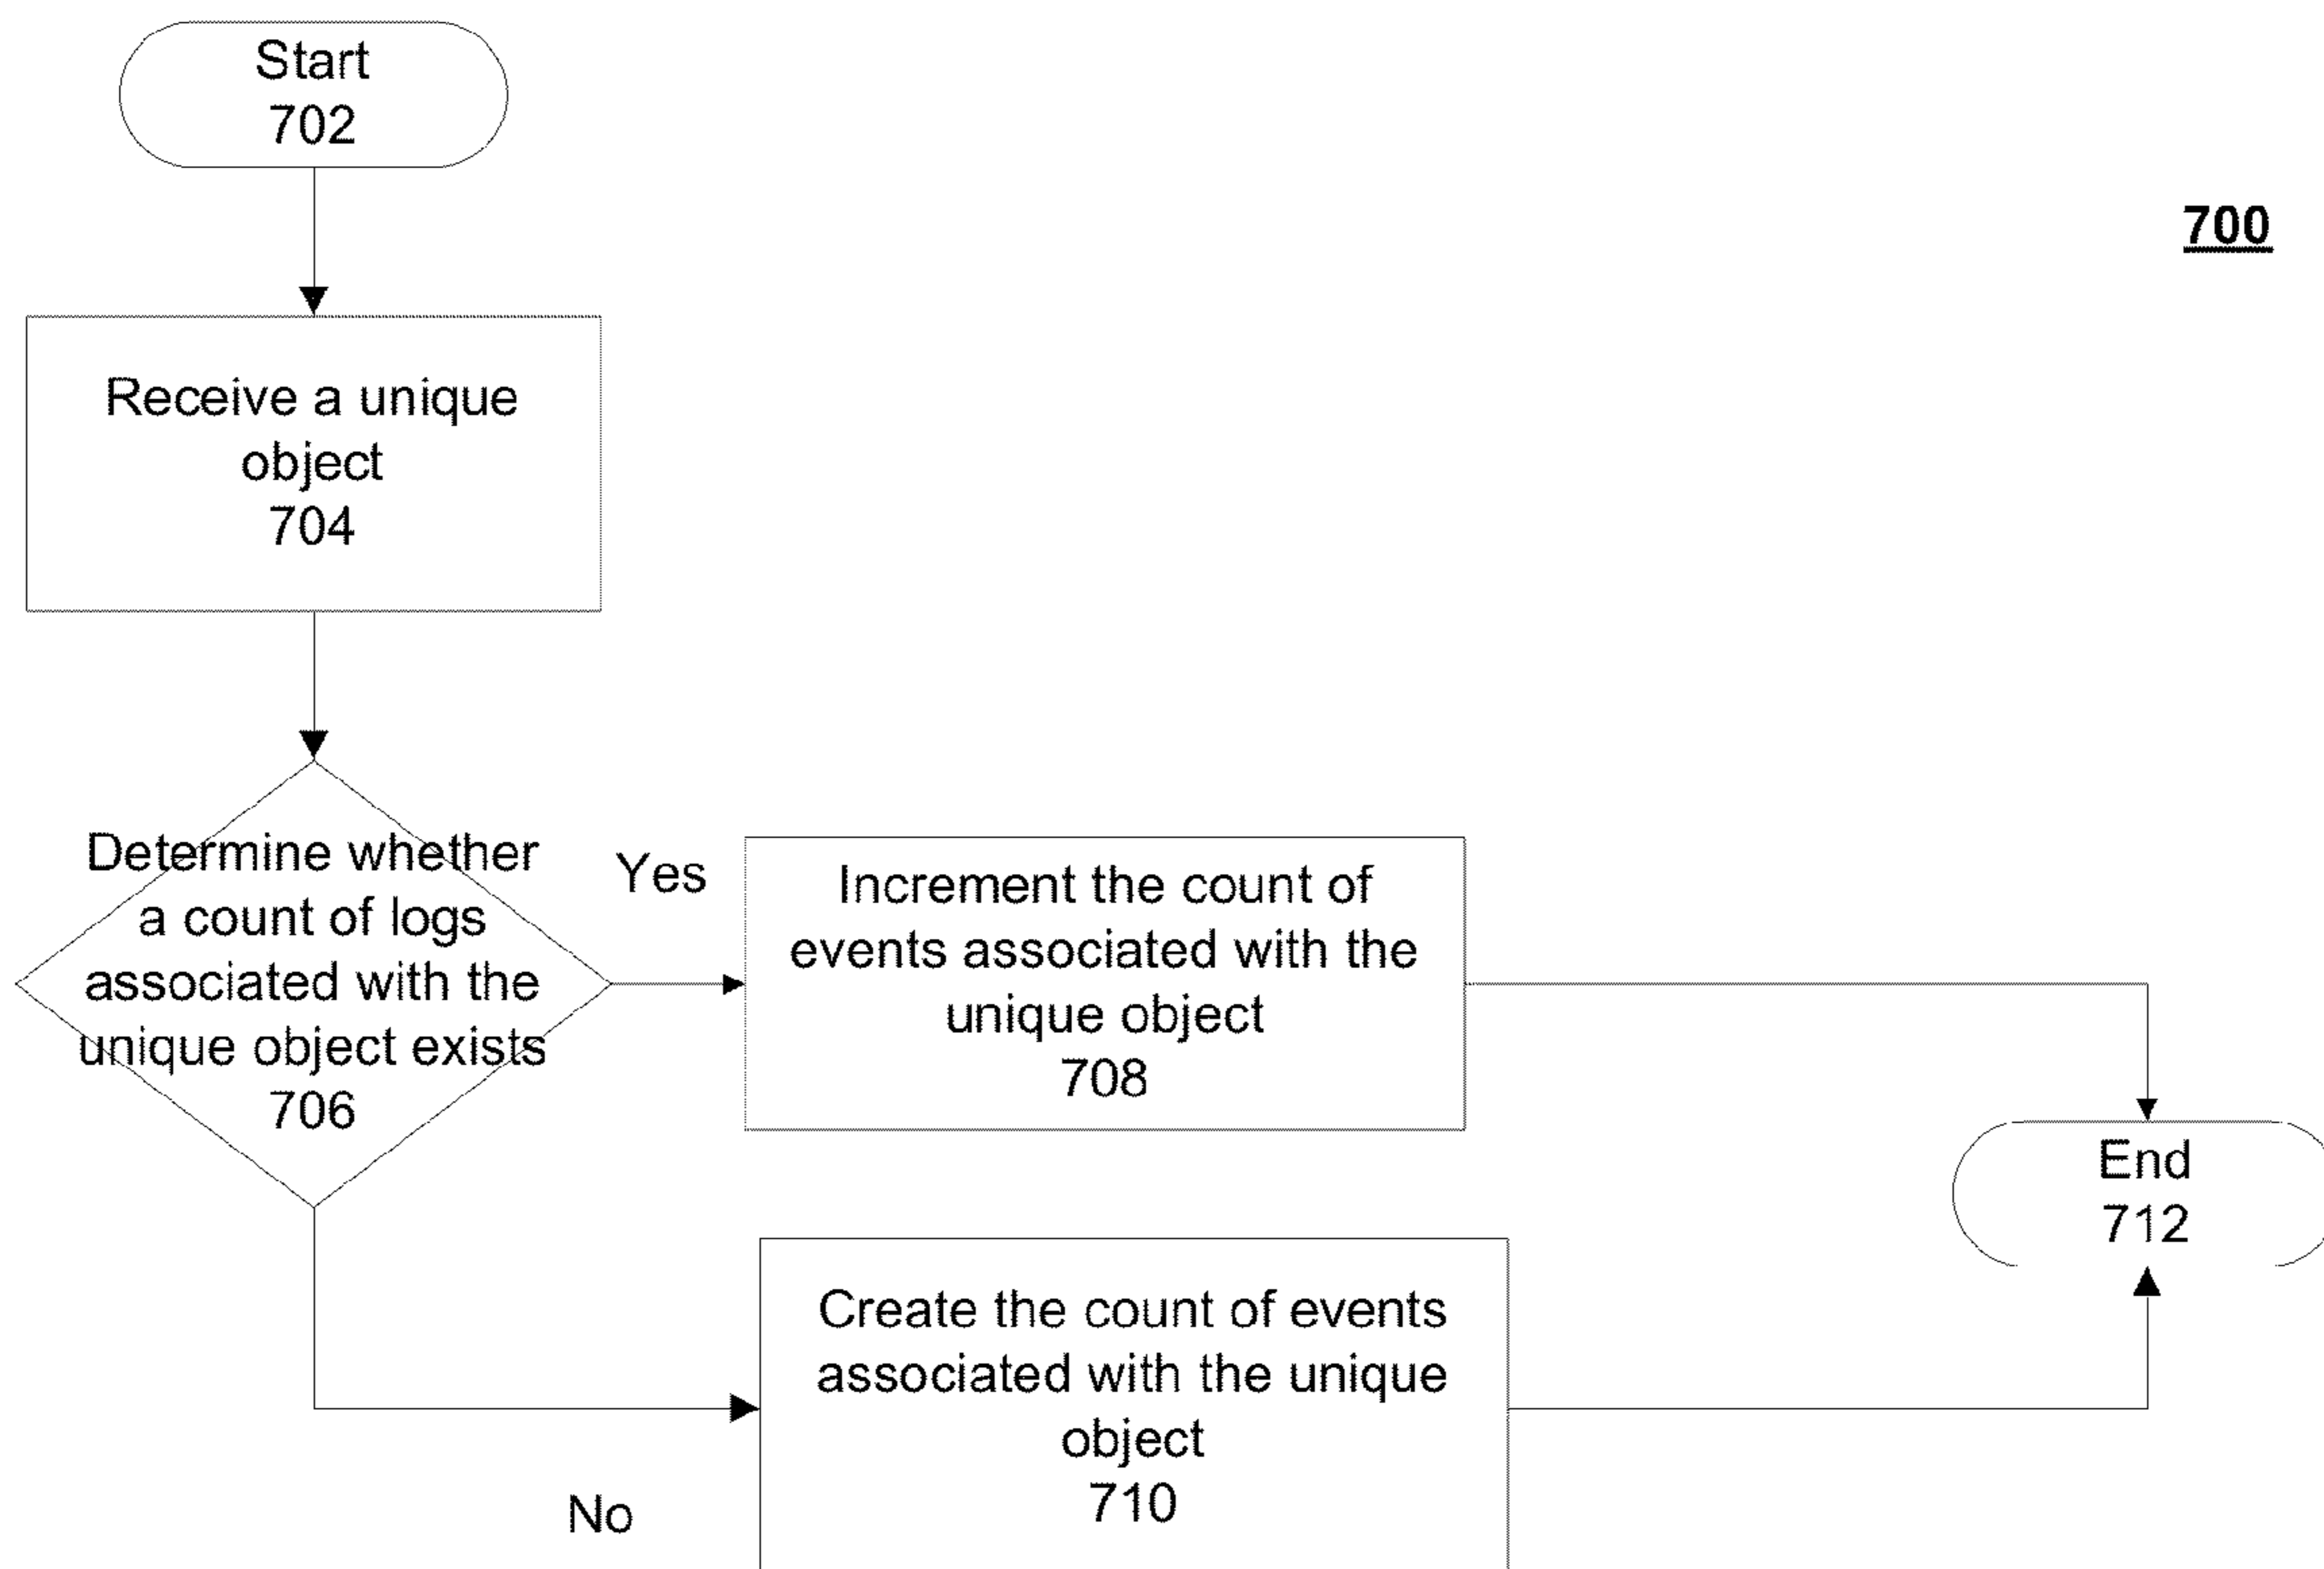 Start
702
700
Receive a unique
object
704
Determine whether
a count of logs
associated with the
unique object exists
706
Yes
Increment the count of
events associated with the
unique object
708
End
712
Create the count of events
associated with the unique
object
710
No